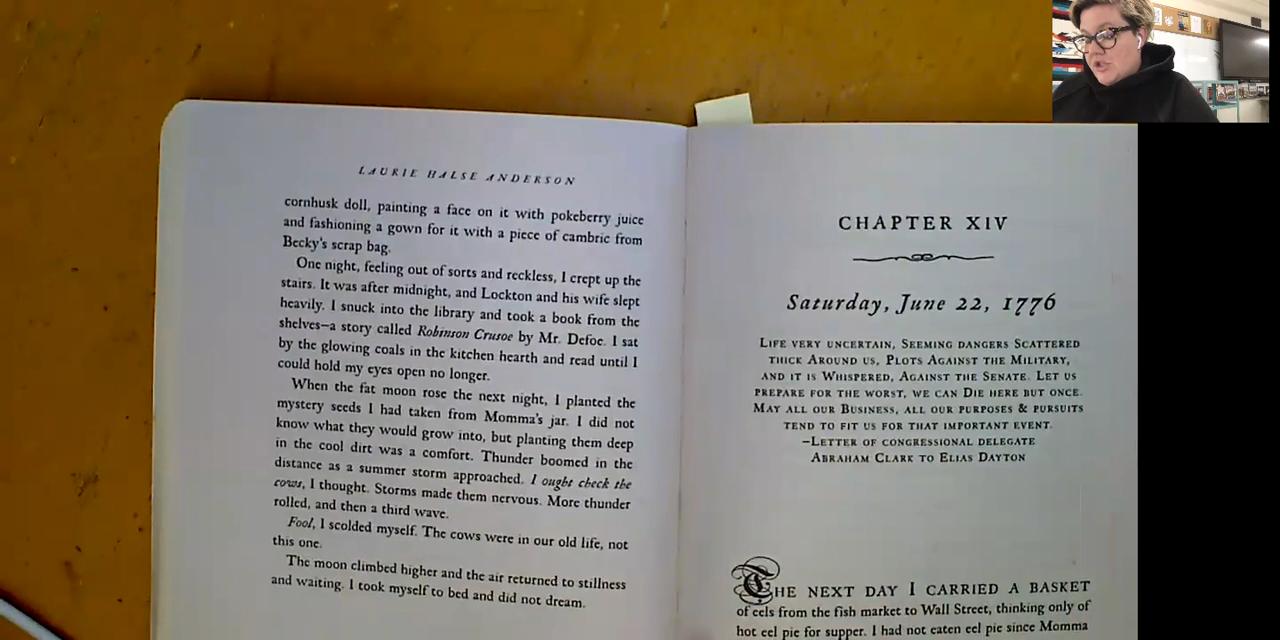 LAURIE HALSE ANDERSON
cornhusk doll, painting a face on it with pokeberry juice
and fashioning a gown for it with a piece of cambric from
Becky's scrap bag.
One night, feeling out of sorts and reckless, I crept up the
stairs. It was after midnight, and Lockton and his wife slept
heavily. I snuck into the library and took a book from the
shelves—a story called Robinson Crusoe by Mr. Defoe. I sat
by the glowing coals in the kitchen hearth and read until I
could hold my eyes open no longer.
When the fat moon rose the next night, I planted the
mystery seeds I had taken from Momma's jar. I did not
know what they would grow into, but planting them deep
in the cool dirt was a comfort. Thunder boomed in the
distance as a summer storm approached. I ought check the
cows, I thought. Storms made them nervous. More thunder
rolled, and then a third wave.
Fool, I scolded myself. The cows were in our old life, not
this one.
The moon climbed higher and the air returned to stillness
and waiting. I took myself to bed and did not dream.
CHAPTER XIV
Saturday, June 22, 1776
LIFE VERY UNCERTAIN, SEEMING DANGERS SCATTERED
THICK AROUND US, PLOTS AGAINST THE MILITARY,
AND IT IS WHISPERED, AGAINST THE SENATE. LET US
PREPARE FOR THE WORST, WE CAN DIE HERE BUT ONCE.
MAY ALL OUR BUSINESS, ALL OUR PURPOSES & PURSUITS
TEND TO FIT US FOR THAT IMPORTANT EVENT.
—LETTER OF CONGRESSIONAL DELEGATE
ABRAHAM CLARK TO ELIAS DAYTON
THE NEXT DAY I CARRIED A BASKET
of eels from the fish market to Wall Street, thinking only of
hot eel pie for supper. I had not eaten eel pie since Momma